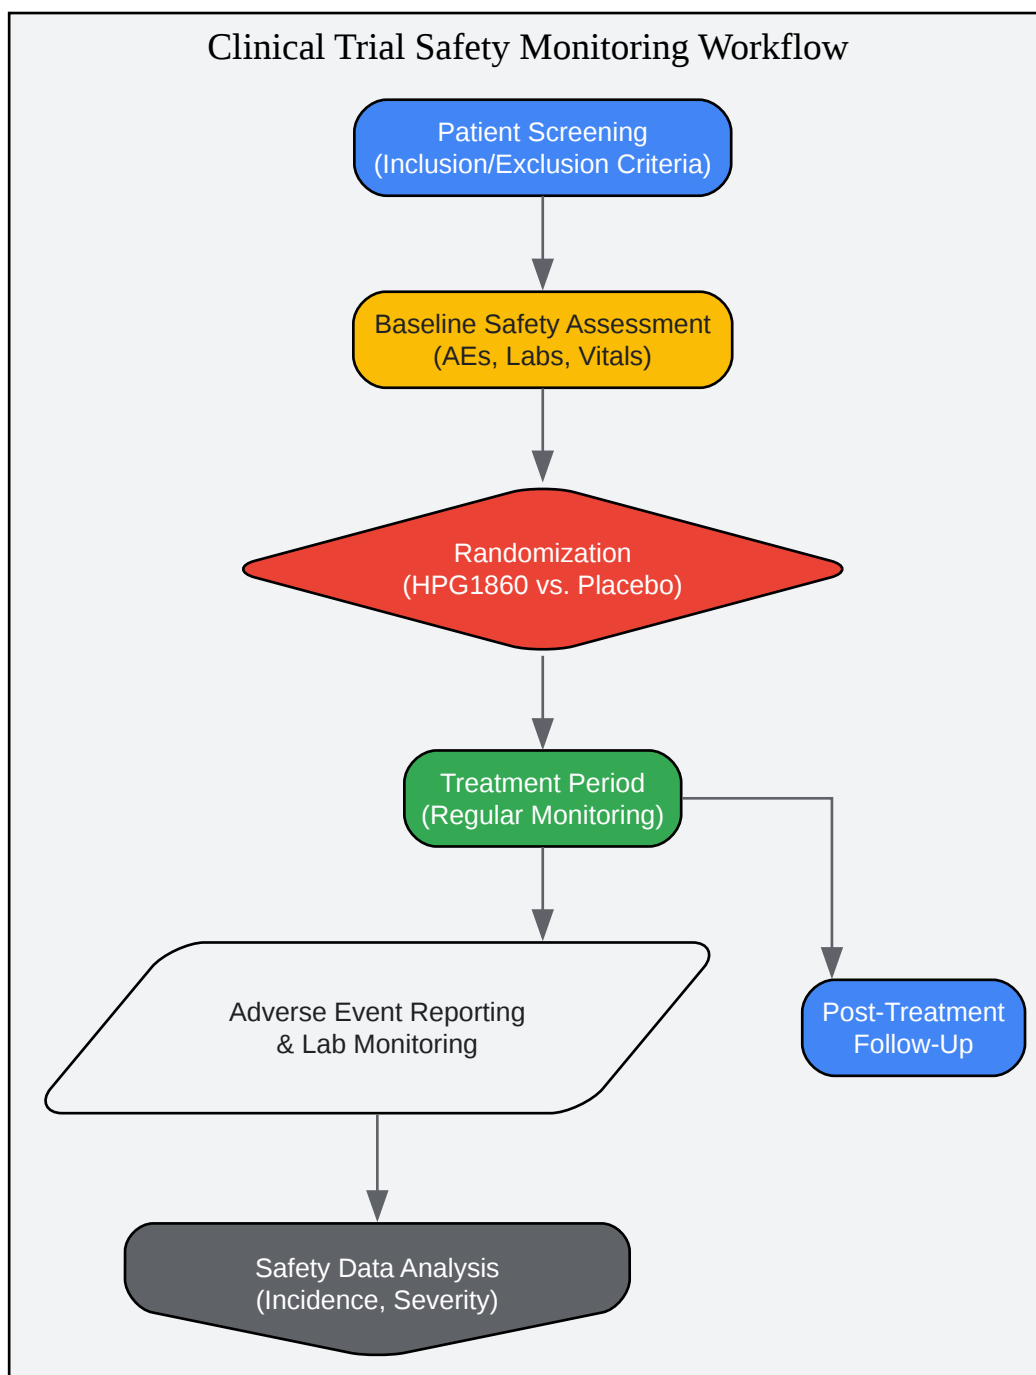 Clinical Trial Safety Monitoring Workflow
Patient Screening
(Inclusion/Exclusion Criteria)
Baseline Safety Assessment
(AEs, Labs, Vitals)
Randomization
(HPG1860 vs. Placebo)
Treatment Period
(Regular Monitoring)
Adverse Event Reporting
& Lab Monitoring
Post-Treatment
Follow-Up
Safety Data Analysis
(Incidence, Severity)